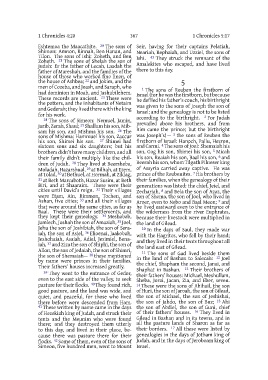 1 Chronicles 4:20 367 1 Chronicles 5:17
Eshtemoa the Maacathite. 20 The sons of
Shimon: Amnon, Rinnah, Ben-Hanan, and
Tilon. The sons of Ishi: Zoheth, and Ben-
Zoheth. 21 The sons of Shelah the son of
Judah: Er the father of Lecah, Laadah the
father of Mareshah, and the families of the
house of those who worked fine linen, of
the house of Ashbea; 22 and Jokim, and the
men of Cozeba, and Joash, and Saraph, who
had dominion in Moab, and Jashubilehem.
These records are ancient. 23 These were
the potters, and the inhabitants of Netaim
and Gederah; they lived there with the king
for his work.
24 The sons of Simeon: Nemuel, Jamin,
Jarib, Zerah, Shaul; 25 Shallum his son, Mib-
sam his son, and Mishma his son. 26 The
sons of Mishma: Hammuel his son, Zaccur
his son, Shimei his son. 27 Shimei had
sixteen sons and six daughters; but his
brothers didn't have many children, and all
their family didn't multiply like the chil-
dren of Judah. 28 They lived at Beersheba,
Moladah, Hazarshual, 29 at Bilhah, at Ezem,
at Tolad, 30 at Bethuel, at Hormah, at Ziklag,
31 at Beth Marcaboth, Hazar Susim, at Beth
Biri, and at Shaaraim. These were their
cities until David's reign. 32 Their villages
were Etam, Ain, Rimmon, Tochen, and
Ashan, five cities; 33 and all their villages
that were around the same cities, as far as
Baal. These were their settlements, and
they kept their genealogy. 34 Meshobab,
Jamlech, Joshah the son of Amaziah, 35 Joel,
Jehu the son of Joshibiah, the son of Sera-
iah, the son of Asiel, 36 Elioenai, Jaakobah,
Jeshohaiah, Asaiah, Adiel, Jesimiel, Bena-
iah, 37 and Ziza the son of Shiphi, the son of
Allon, the son of Jedaiah, the son of Shimri,
the son of Shemaiah— 38 these mentioned
by name were princes in their families.
Their fathers' houses increased greatly.
39 They went to the entrance of Gedor,
even to the east side of the valley, to seek
pasture for their flocks. 40 They found rich,
good pasture, and the land was wide, and
quiet, and peaceful, for those who lived
there before were descended from Ham.
41 These written by name came in the days
of Hezekiah king of Judah, and struck their
tents and the Meunim who were found
there; and they destroyed them utterly
to this day, and lived in their place, be-
cause there was pasture there for their
flocks. 42 Some of them, even of the sons of
Simeon, five hundred men, went to Mount
Seir, having for their captains Pelatiah,
Neariah, Rephaiah, and Uzziel, the sons of
Ishi. 43 They struck the remnant of the
Amalekites who escaped, and have lived
there to this day.
5
1 The sons of Reuben the firstborn of
Israel (for he was the firstborn, but because
he defiled his father's couch, his birthright
was given to the sons of Joseph the son of
Israel; and the genealogy is not to be listed
according to the birthright. 2 For Judah
prevailed above his brothers, and from
him came the prince; but the birthright
was Joseph's)— 3 the sons of Reuben the
firstborn of Israel: Hanoch, Pallu, Hezron,
and Carmi. 4 The sons of Joel: Shemaiah his
son, Gog his son, Shimei his son, 5 Micah
his son, Reaiah his son, Baal his son, 6 and
Beerah his son, whom Tilgath Pilneser king
of Assyria carried away captive. He was
prince of the Reubenites. 7 His brothers by
their families, when the genealogy of their
generations was listed: the chief, Jeiel, and
Zechariah, 8 and Bela the son of Azaz, the
son of Shema, the son of Joel, who lived in
Aroer, even to Nebo and Baal Meon; 9 and
he lived eastward even to the entrance of
the wilderness from the river Euphrates,
because their livestock were multiplied in
the land of Gilead.
10 In the days of Saul, they made war
with the Hagrites, who fell by their hand;
and they lived in their tents throughout all
the land east of Gilead.
11 The sons of Gad lived beside them
in the land of Bashan to Salecah: 12 Joel
the chief, Shapham the second, Janai, and
Shaphat in Bashan. 13 Their brothers of
their fathers' houses: Michael, Meshullam,
Sheba, Jorai, Jacan, Zia, and Eber, seven.
14 These were the sons of Abihail, the son
of Huri, the son of Jaroah, the son of Gilead,
the son of Michael, the son of Jeshishai,
the son of Jahdo, the son of Buz; 15 Ahi
the son of Abdiel, the son of Guni, chief
of their fathers' houses. 16 They lived in
Gilead in Bashan and in its towns, and in
all the pasture lands of Sharon as far as
their borders. 17 All these were listed by
genealogies in the days of Jotham king of
Judah, and in the days of Jeroboam king of
Israel.